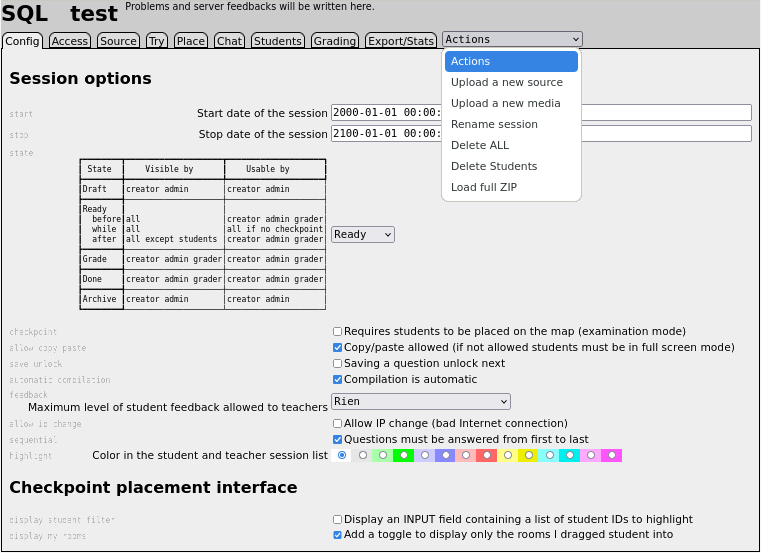 SQL test Problems and server feedbacks will be written here.
Config Access Source Try Place Chat Students Grading Export/Stats Actions
Actions
Upload a new source
Upload a new media
Rename session
Delete ALL
Delete Students
Load full ZIP
Session options
start Start date of the session 2000-01-01 00:00:
stop Stop date of the session 2100-01-01 00:00:
state
State Visible by Usable by
Draft creator admin creator admin
Ready
before all creator admin grader
while all all if no checkpoint
after all except students creator admin grader
Ready
Grade creator admin grader creator admin grader
Done creator admin grader creator admin grader
Archive creator admin creator admin
checkpoint Requires students to be placed on the map (examination mode)
allow copy paste Copy/paste allowed (if not allowed students must be in full screen mode)
save unlock Saving a question unlock next
automatic compilation Compilation is automatic
feedback
Maximum level of student feedback allowed to teachers Rien
allow ip change Allow IP change (bad Internet connection)
sequential Questions must be answered from first to last
highlight Color in the student and teacher session list
Checkpoint placement interface
display student filter Display an INPUT field containing a list of student IDs to highlight
display my rooms Add a toggle to display only the rooms I dragged student into